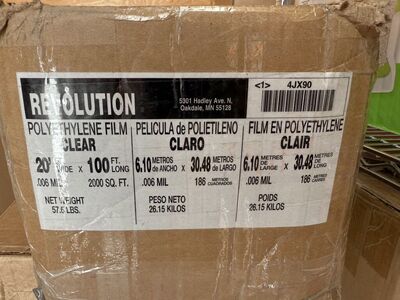 <1> 4JX90
REVOLUTION
5301 Hadley Ave. N.
Oakdale, MN 55128
POLYETHYLENE FILM
CLEAR
20' WIDE x 100 FT. LONG
.006 MIL 2000 SQ. FT.
NET WEIGHT
57.6 LBS.
PELICULA de POLIETILENO
CLARO
6.10 METROS de ANCHO x 30.48 METROS de LARGO
.006 MIL 186 METROS CUADRADOS
PESO NETO
26.15 KILOS
FILM EN POLYETHYLENE
CLAIR
6.10 METRES de LARGE x 30.48 METRES de LONG
.006 MIL 186 METRES CARRES
POIDS
26.15 KILOS